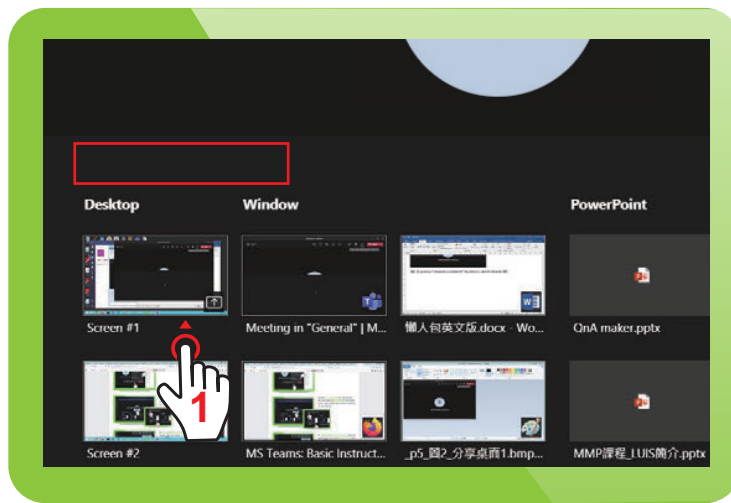 Desktop Window PowerPoint
Screen #1 Meeting in "General" | M... 懶人包英文版.docx - Wo... QnA maker.pptx
1
Screen #2 MS Teams: Basic Instruct... _p5_圖2_分享桌面1.bmp... MMP課程_LUIS簡介.pptx